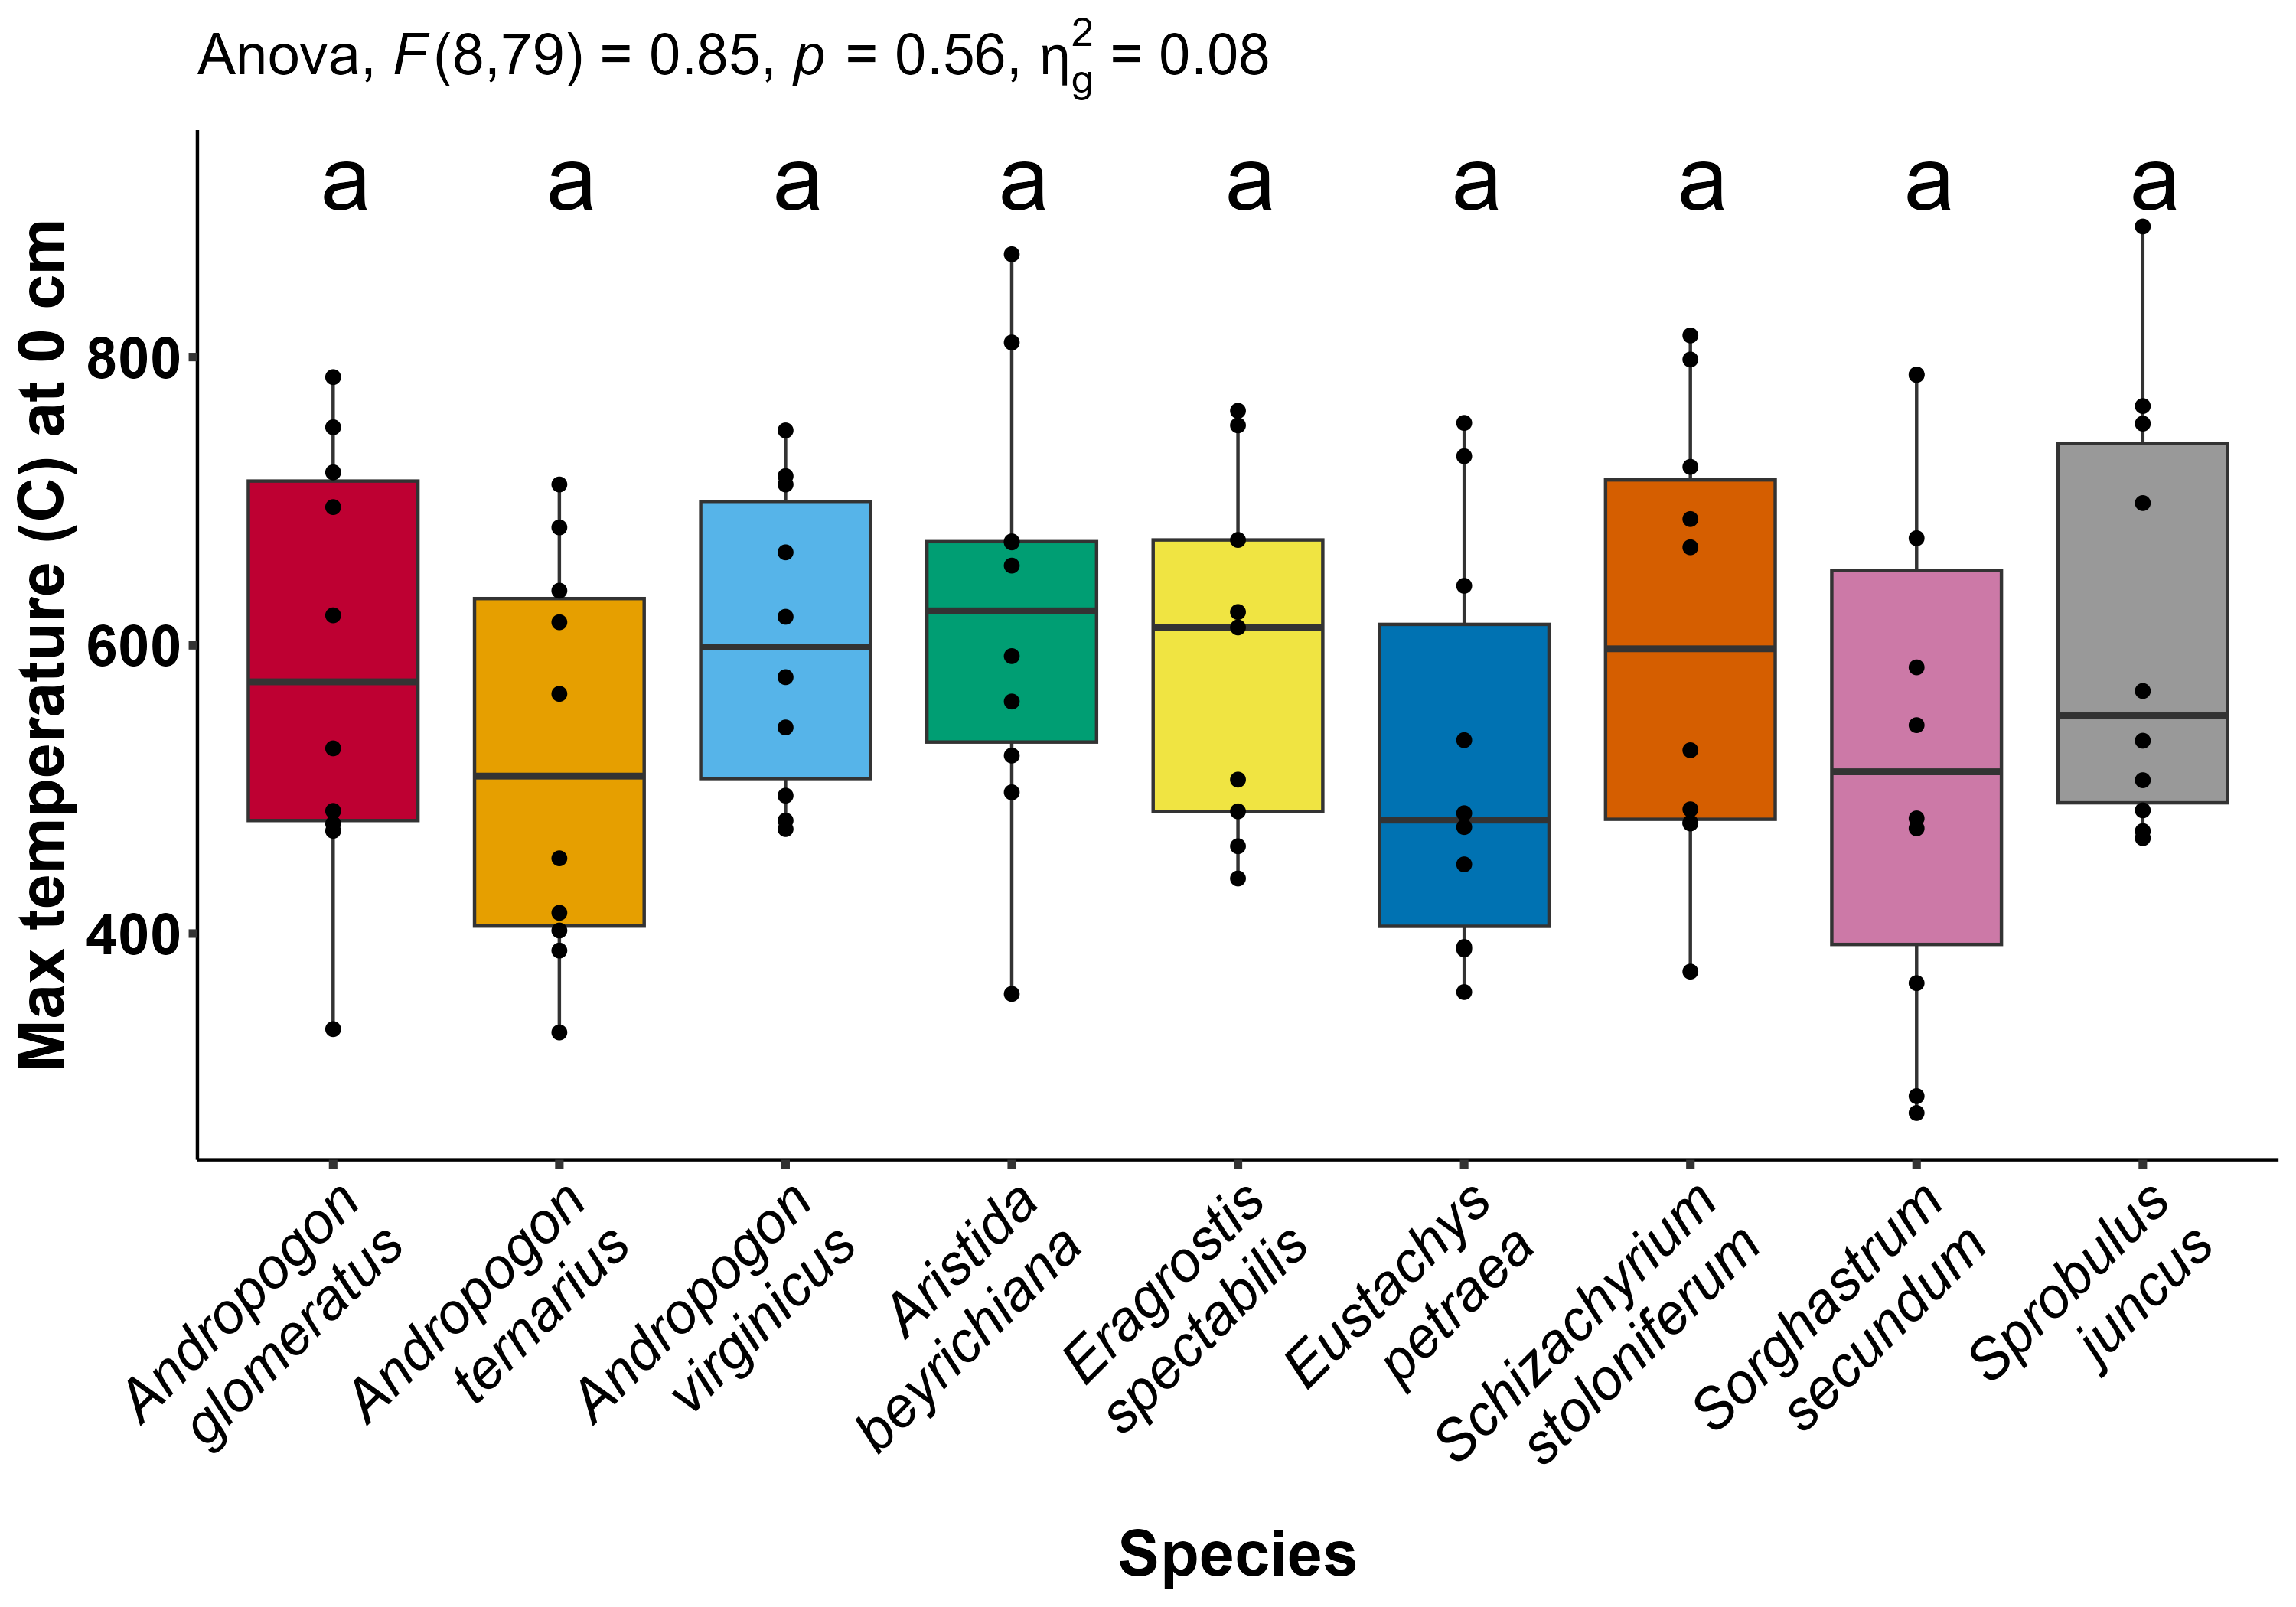 Anova, F(8,79) = 0.85, p = 0.56, η²g = 0.08
a a a a a a a a a
Max temperature (C) at 0 cm
800
600
400
Andropogon
glomeratus
Andropogon
ternarius
Andropogon
virginicus
Aristida
beyrichiana
Eragrostis
spectabilis
Eustachys
petraea
Schizachyrium
stoloniferum
Sorghastrum
secundum
Sprobulus
juncus
Species